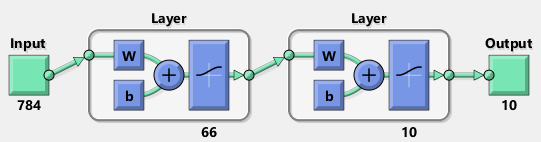 Layer Layer
Input Output
W W
b b
784 10
66 10